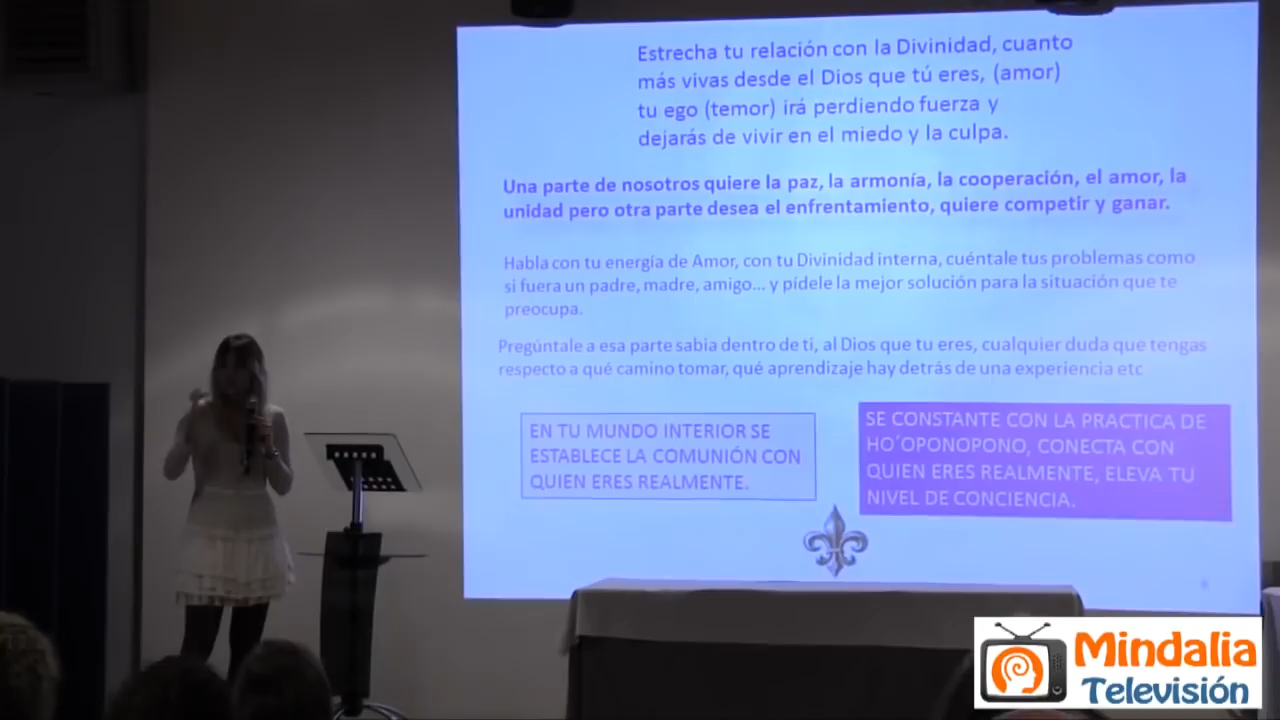 Estrecha tu relación con la Divinidad, cuanto
más vivas desde el Dios que tú eres, (amor)
tu ego (temor) irá perdiendo fuerza y
dejarás de vivir en el miedo y la culpa.
Una parte de nosotros quiere la paz, la armonía, la cooperación, el amor, la
unidad pero otra parte desea el enfrentamiento, quiere competir y ganar.
Habla con tu energía de Amor, con tu Divinidad interna, cuéntale tus problemas como
si fuera un padre, madre, amigo... y pídele la mejor solución para la situación que te
preocupa.
Pregúntale a esa parte sabia dentro de ti, al Dios que tu eres, cualquier duda que tengas
respecto a qué camino tomar, qué aprendizaje hay detrás de una experiencia etc
EN TU MUNDO INTERIOR SE
ESTABLECE LA COMUNIÓN CON
QUIEN ERES REALMENTE.
SE CONSTANTE CON LA PRACTICA DE
HO´OPONOPONO, CONECTA CON
QUIEN ERES REALMENTE, ELEVA TU
NIVEL DE CONCIENCIA.
Mindalia
Televisión